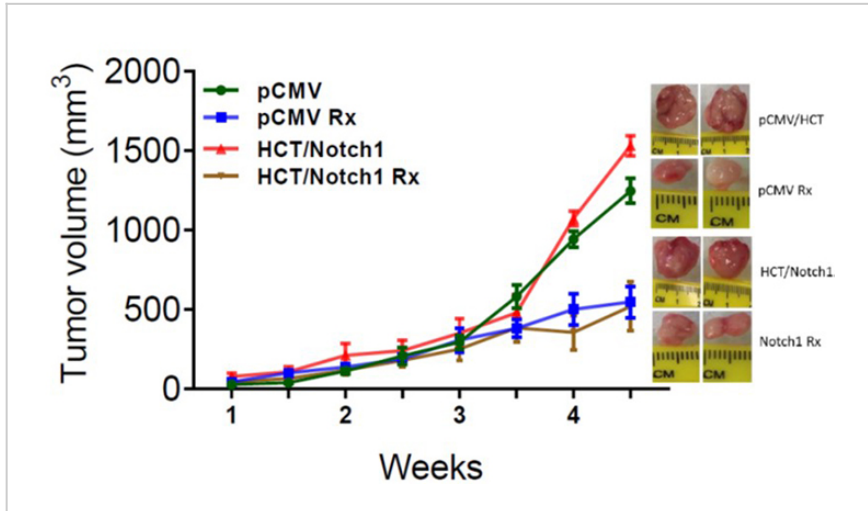 Tumor volume (mm³)
2000
1500
1000
500
0
pCMV
pCMV Rx
HCT/Notch1
HCT/Notch1 Rx
1
2
3
4
Weeks
pCMV/HCT
pCMV Rx
CM
CM
HCT/Notch1.
Notch1 Rx
CM
CM